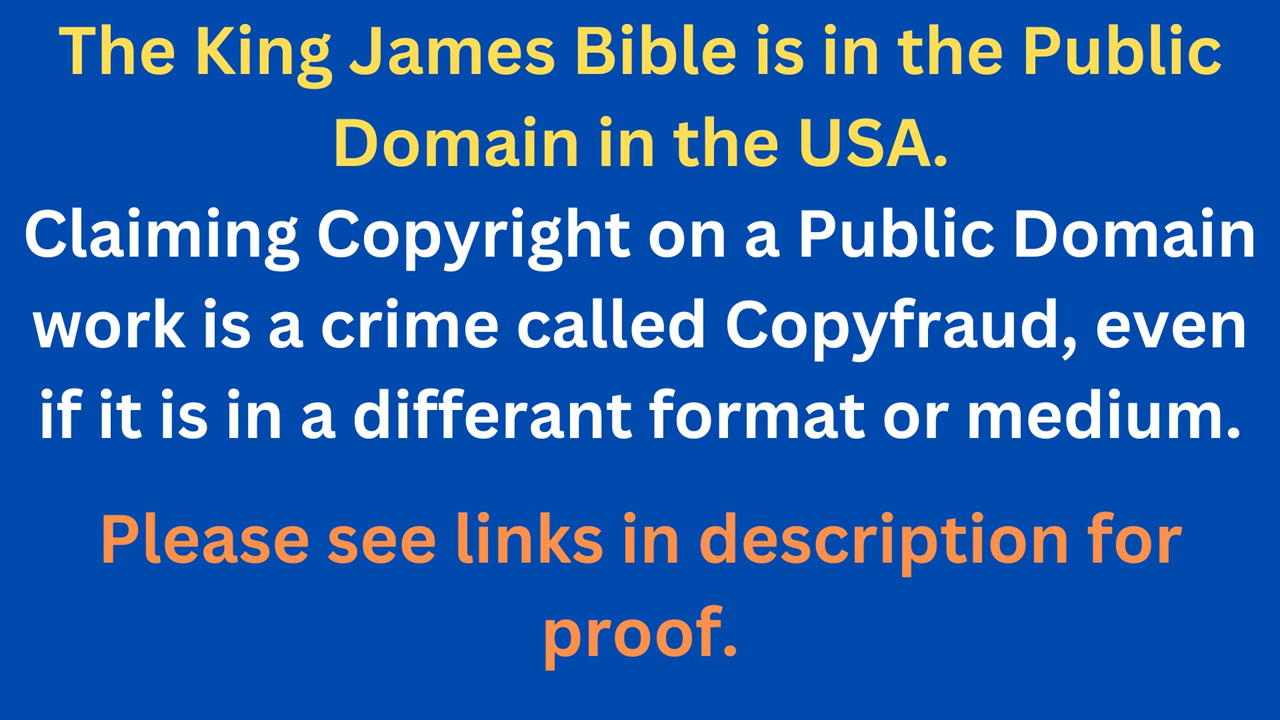 The King James Bible is in the Public
Domain in the USA.
Claiming Copyright on a Public Domain
work is a crime called Copyfraud, even
if it is in a differant format or medium.
Please see links in description for
proof.